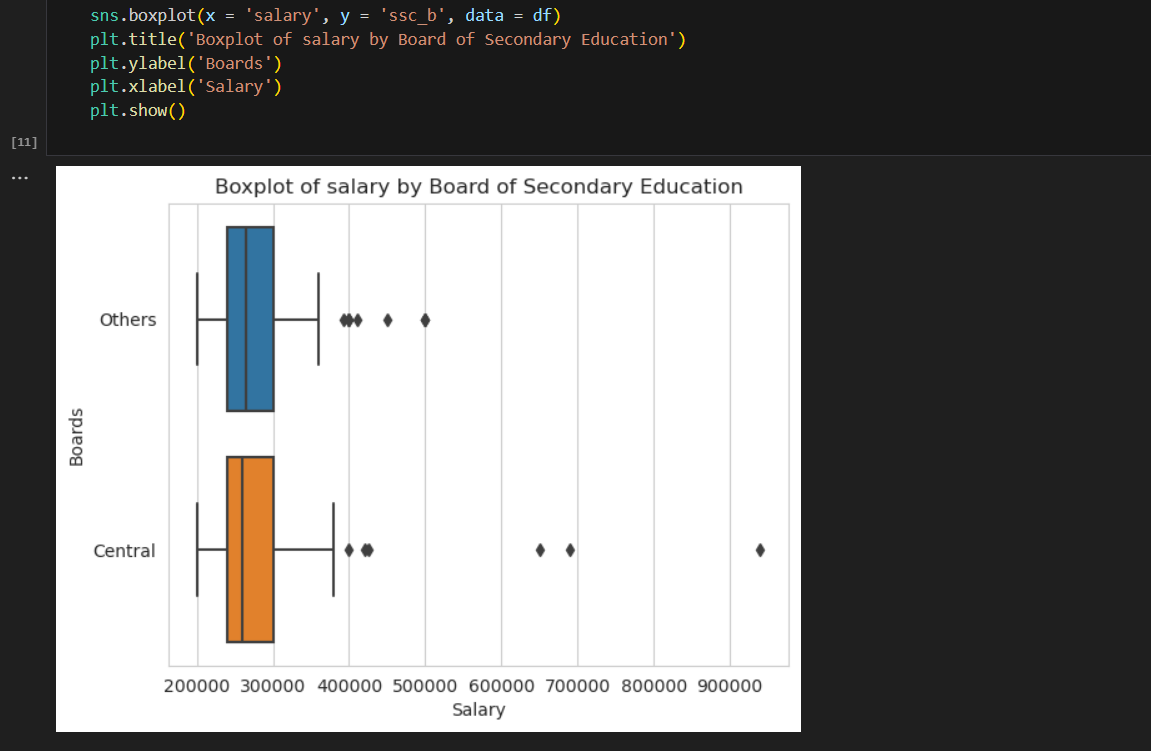 sns.boxplot(x = 'salary', y = 'ssc_b', data = df)
plt.title('Boxplot of salary by Board of Secondary Education')
plt.ylabel('Boards')
plt.xlabel('Salary')
plt.show()
[11]
...
Boxplot of salary by Board of Secondary Education
Others
Boards
Central
200000 300000 400000 500000 600000 700000 800000 900000
Salary